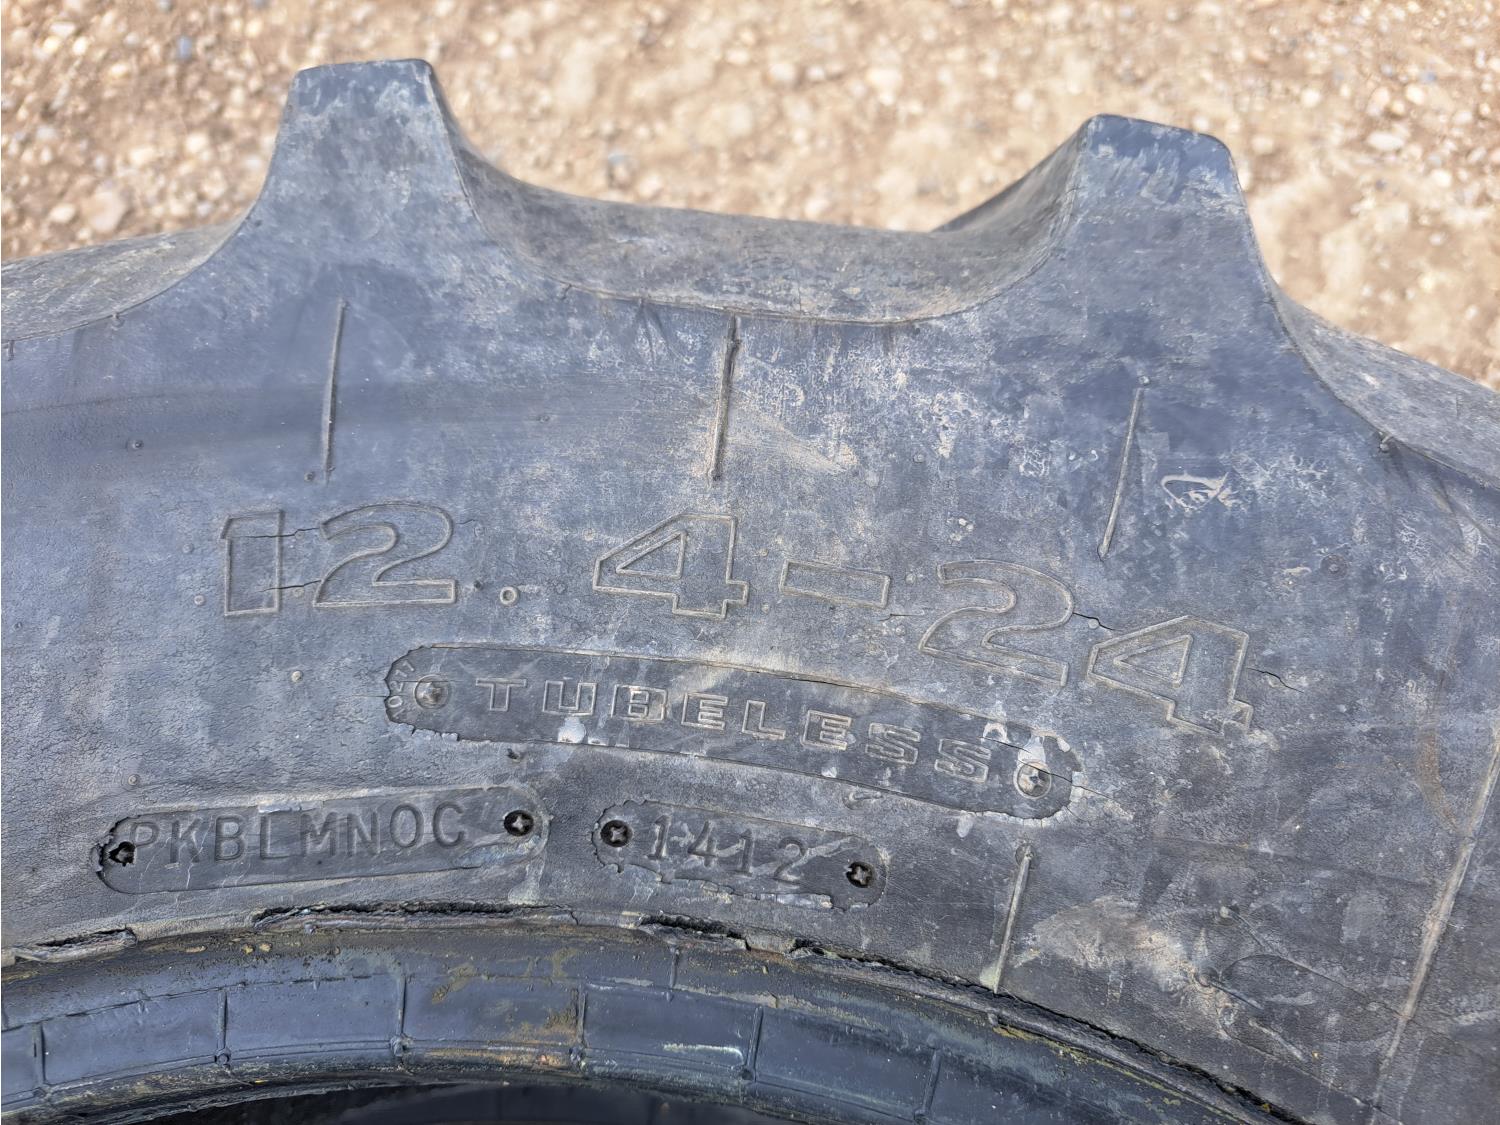 12.4-24
TUBELESS
PKBLMNOC
1412